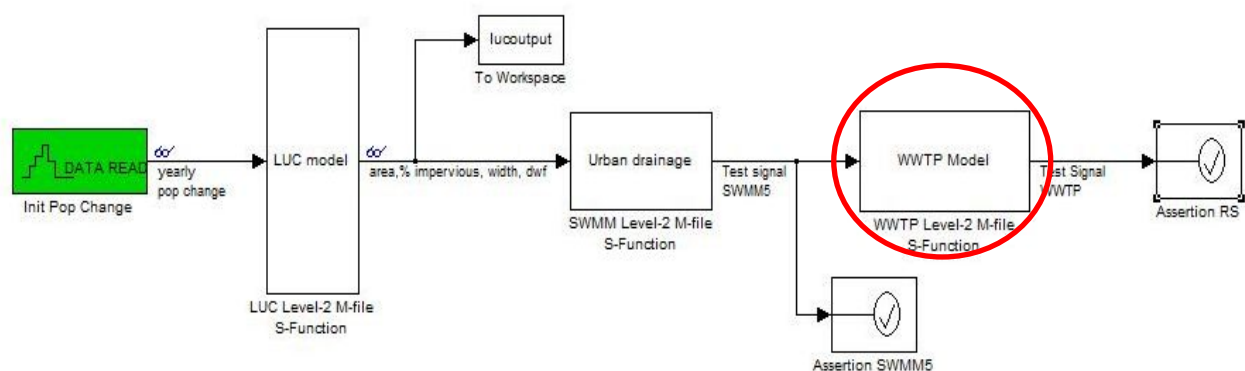 lucoutput
To Workspace
DATA READ
Init Pop Change
yearly
pop change
LUC model
LUC Level-2 M-file
S-Function
area,% impervious, width, dwf
Urban drainage
SWMM Level-2 M-file
S-Function
Test signal
SWMM5
WWTP Model
WWTP Level-2 M-file
S-Function
Test Signal
WWTP
Assertion RS
Assertion SWMM5